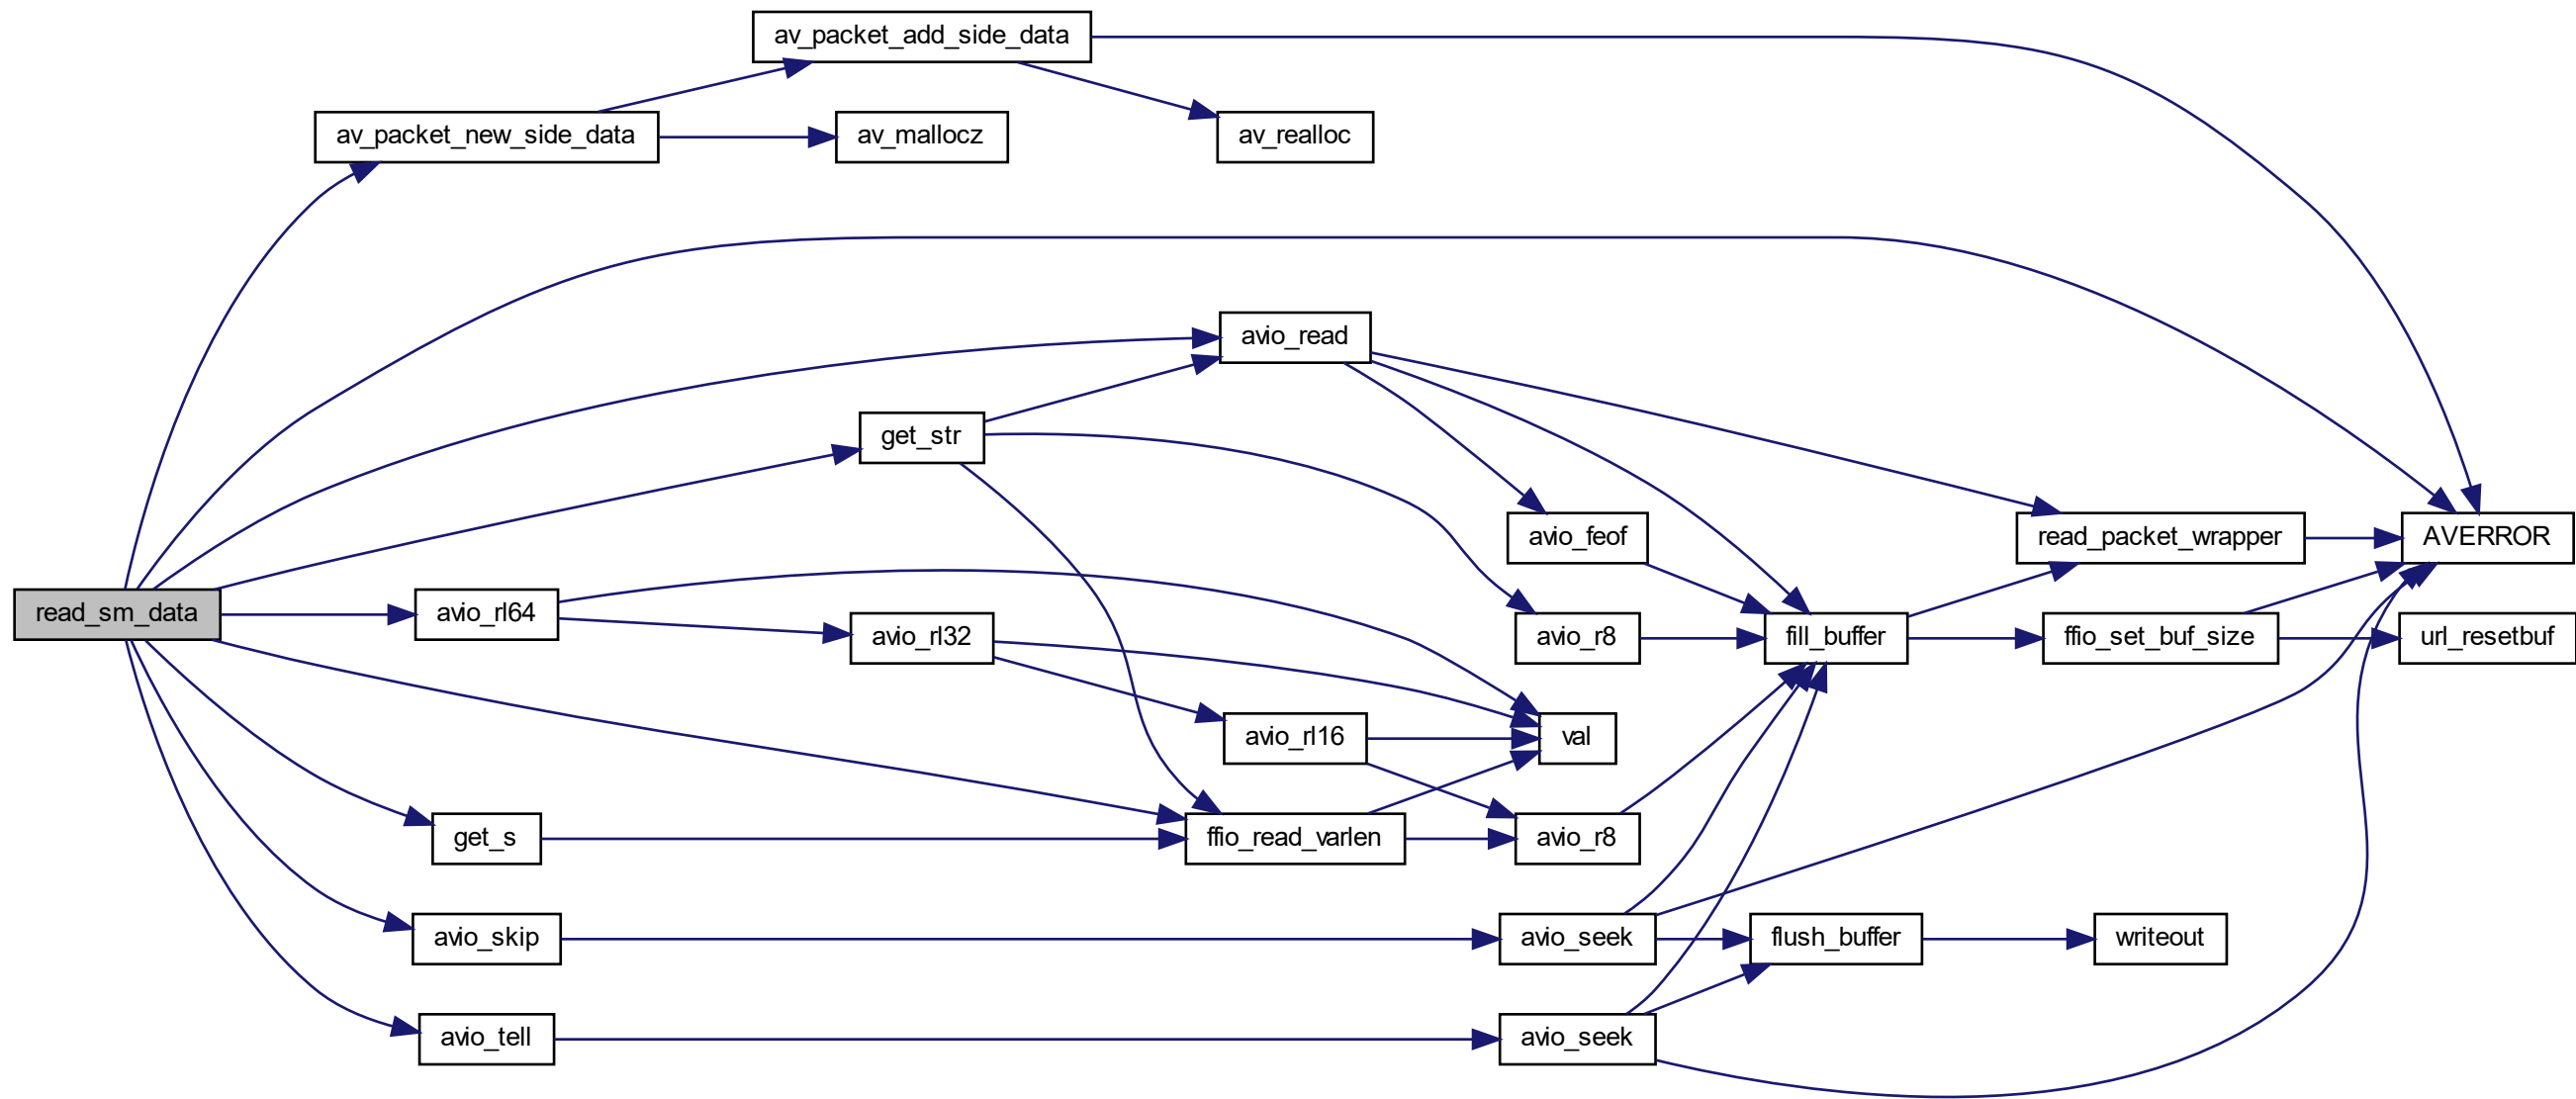 av_packet_add_side_data
av_packet_new_side_data
av_mallocz
av_realloc
avio_read
get_str
avio_feof
read_packet_wrapper
AVERROR
read_sm_data
avio_rl64
avio_rl32
avio_r8
fill_buffer
ffio_set_buf_size
url_resetbuf
avio_rl16
val
get_s
ffio_read_varlen
avio_r8
avio_skip
avio_seek
flush_buffer
writeout
avio_tell
avio_seek